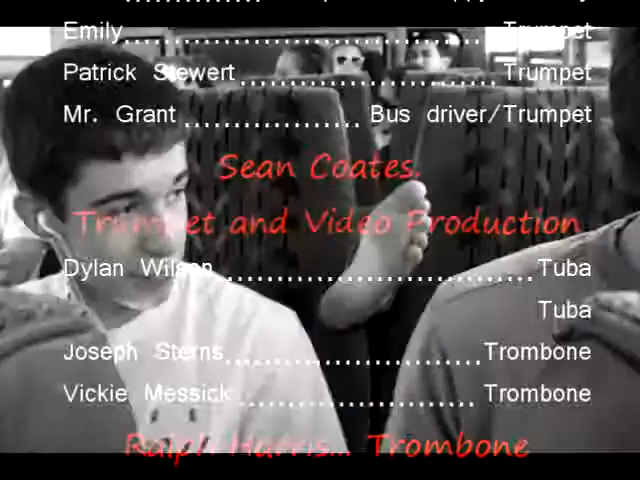 Emily.................................Trumpet
Patrick Stewert........................Trumpet
Mr. Grant ................Bus driver/Trumpet
Sean Coates.
Trumpet and Video Production
Dylan Wilson............................Tuba
Tuba
Joseph Sterns........................Trombone
Vickie Messick......................Trombone
Ralph Harris... Trombone